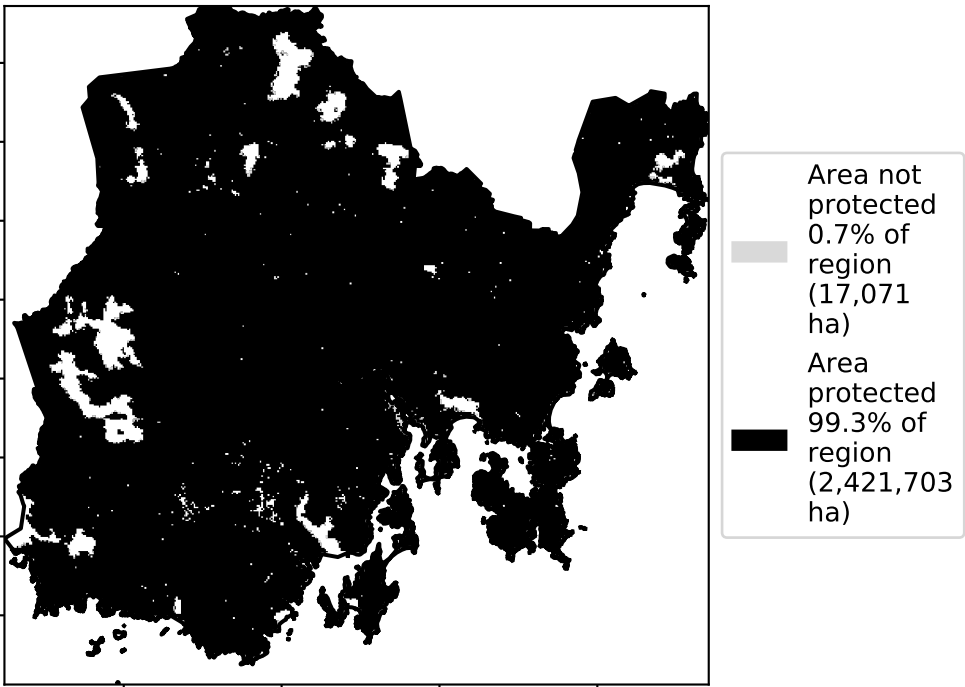 Area not
protected
0.7% of
region
(17,071
ha)
Area
protected
99.3% of
region
(2,421,703
ha)